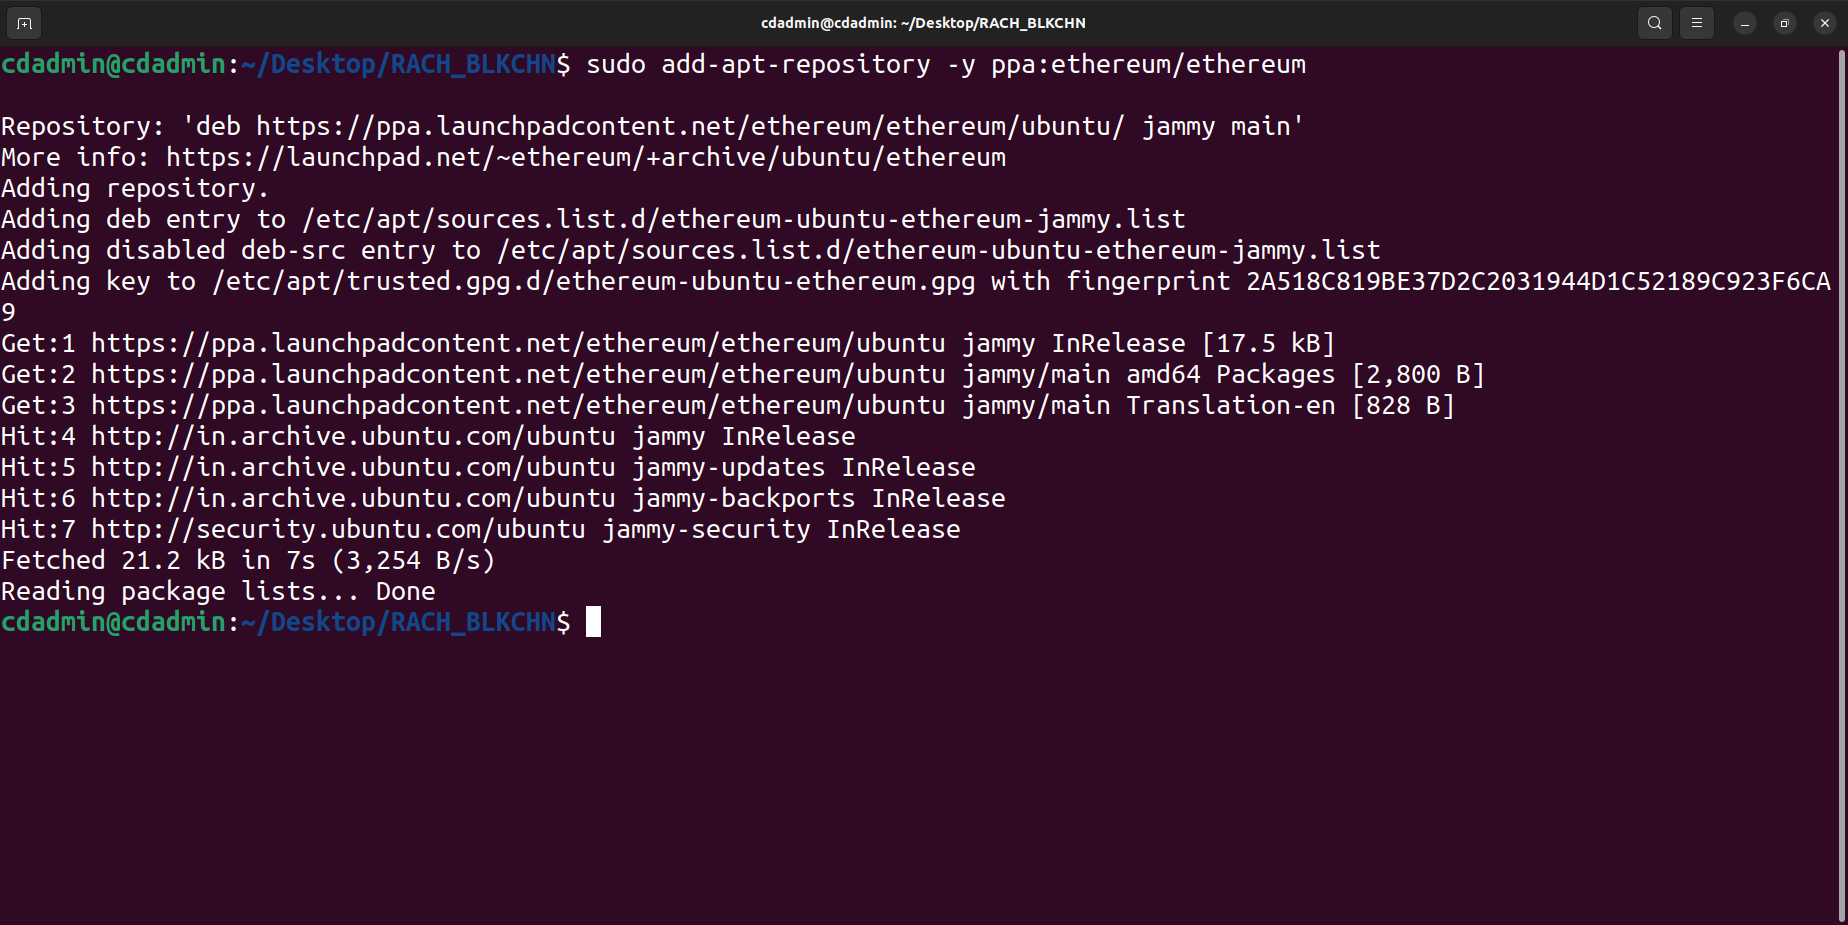 cdadmin@cdadmin: ~/Desktop/RACH_BLKCHN
cdadmin@cdadmin:~/Desktop/RACH_BLKCHN$ sudo add-apt-repository -y ppa:ethereum/ethereum
Repository: 'deb https://ppa.launchpadcontent.net/ethereum/ethereum/ubuntu/ jammy main'
More info: https://launchpad.net/~ethereum/+archive/ubuntu/ethereum
Adding repository.
Adding deb entry to /etc/apt/sources.list.d/ethereum-ubuntu-ethereum-jammy.list
Adding disabled deb-src entry to /etc/apt/sources.list.d/ethereum-ubuntu-ethereum-jammy.list
Adding key to /etc/apt/trusted.gpg.d/ethereum-ubuntu-ethereum.gpg with fingerprint 2A518C819BE37D2C2031944D1C52189C923F6CA
9
Get:1 https://ppa.launchpadcontent.net/ethereum/ethereum/ubuntu jammy InRelease [17.5 kB]
Get:2 https://ppa.launchpadcontent.net/ethereum/ethereum/ubuntu jammy/main amd64 Packages [2,800 B]
Get:3 https://ppa.launchpadcontent.net/ethereum/ethereum/ubuntu jammy/main Translation-en [828 B]
Hit:4 http://in.archive.ubuntu.com/ubuntu jammy InRelease
Hit:5 http://in.archive.ubuntu.com/ubuntu jammy-updates InRelease
Hit:6 http://in.archive.ubuntu.com/ubuntu jammy-backports InRelease
Hit:7 http://security.ubuntu.com/ubuntu jammy-security InRelease
Fetched 21.2 kB in 7s (3,254 B/s)
Reading package lists... Done
cdadmin@cdadmin:~/Desktop/RACH_BLKCHN$